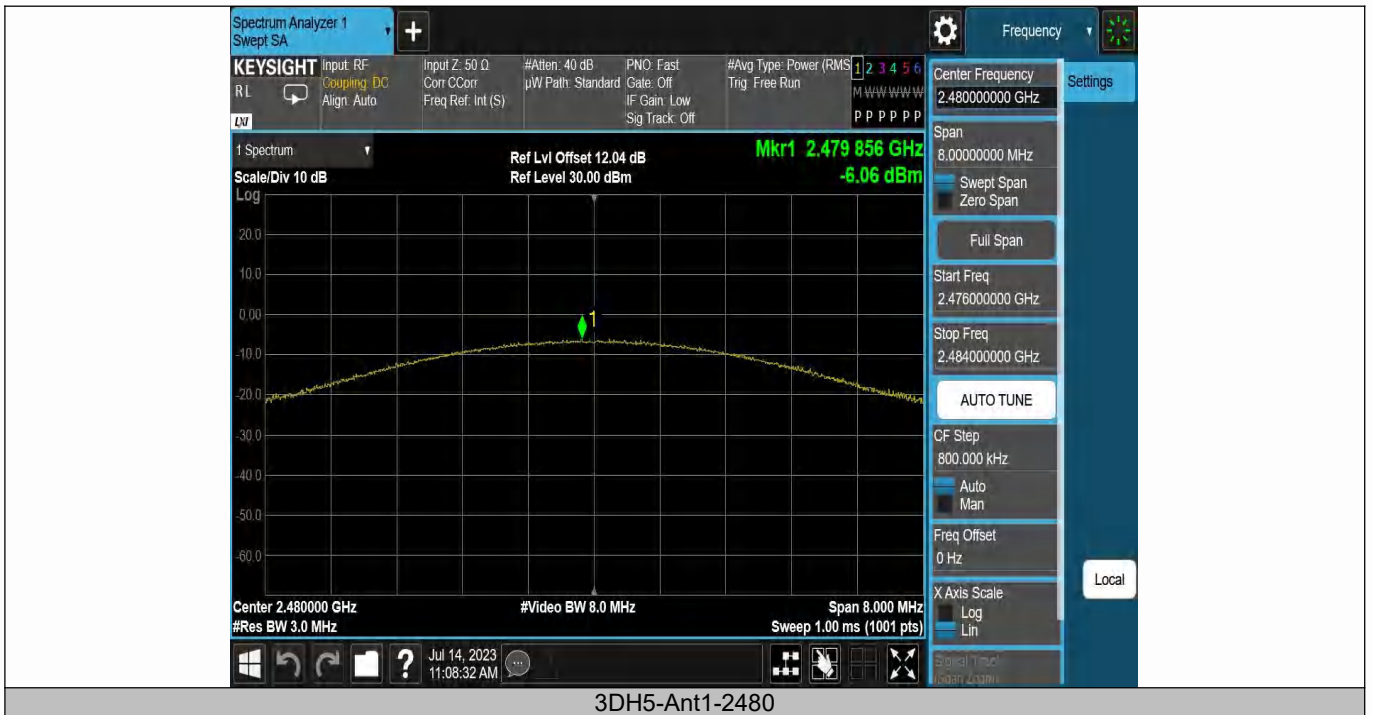 Spectrum Analyzer 1
Swept SA
+
Frequency
KEYSIGHT
RL
LXI
Input: RF
Coupling: DC
Align: Auto
Input Z: 50 Ω
Corr CCorr
Freq Ref: Int (S)
#Atten: 40 dB
µW Path: Standard
PNO: Fast
Gate: Off
IF Gain: Low
Sig Track: Off
#Avg Type: Power (RMS
Trig: Free Run
1 2 3 4 5 6
M W W W W W
P P P P P P
1 Spectrum
Scale/Div 10 dB
Log
Ref Lvl Offset 12.04 dB
Ref Level 30.00 dBm
Mkr1 2.479 856 GHz
-6.06 dBm
20.0
10.0
0.00
-10.0
-20.0
-30.0
-40.0
-50.0
-60.0
1
Center 2.480000 GHz
#Res BW 3.0 MHz
#Video BW 8.0 MHz
Span 8.000 MHz
Sweep 1.00 ms (1001 pts)
Center Frequency
2.480000000 GHz
Settings
Span
8.00000000 MHz
Swept Span
Zero Span
Full Span
Start Freq
2.476000000 GHz
Stop Freq
2.484000000 GHz
AUTO TUNE
CF Step
800.000 kHz
Auto
Man
Freq Offset
0 Hz
X Axis Scale
Log
Lin
Signal Track
(Span Zoom)
Local
?
Jul 14, 2023
11:08:32 AM
3DH5-Ant1-2480